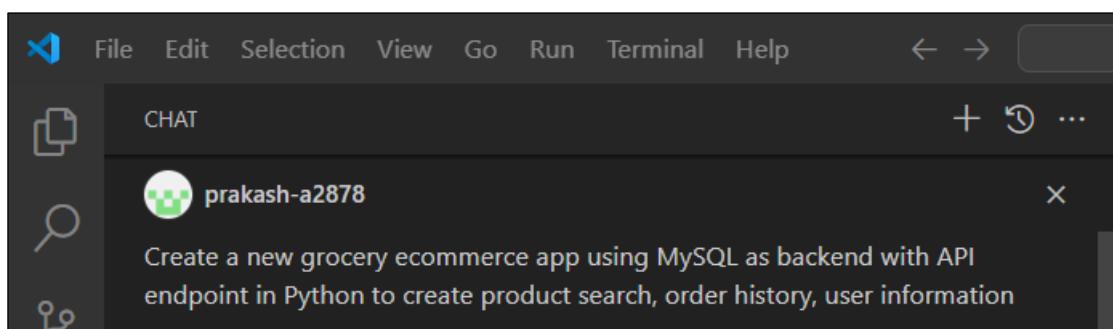 File Edit Selection View Go Run Terminal Help
CHAT
prakash-a2878
Create a new grocery ecommerce app using MySQL as backend with API
endpoint in Python to create product search, order history, user information